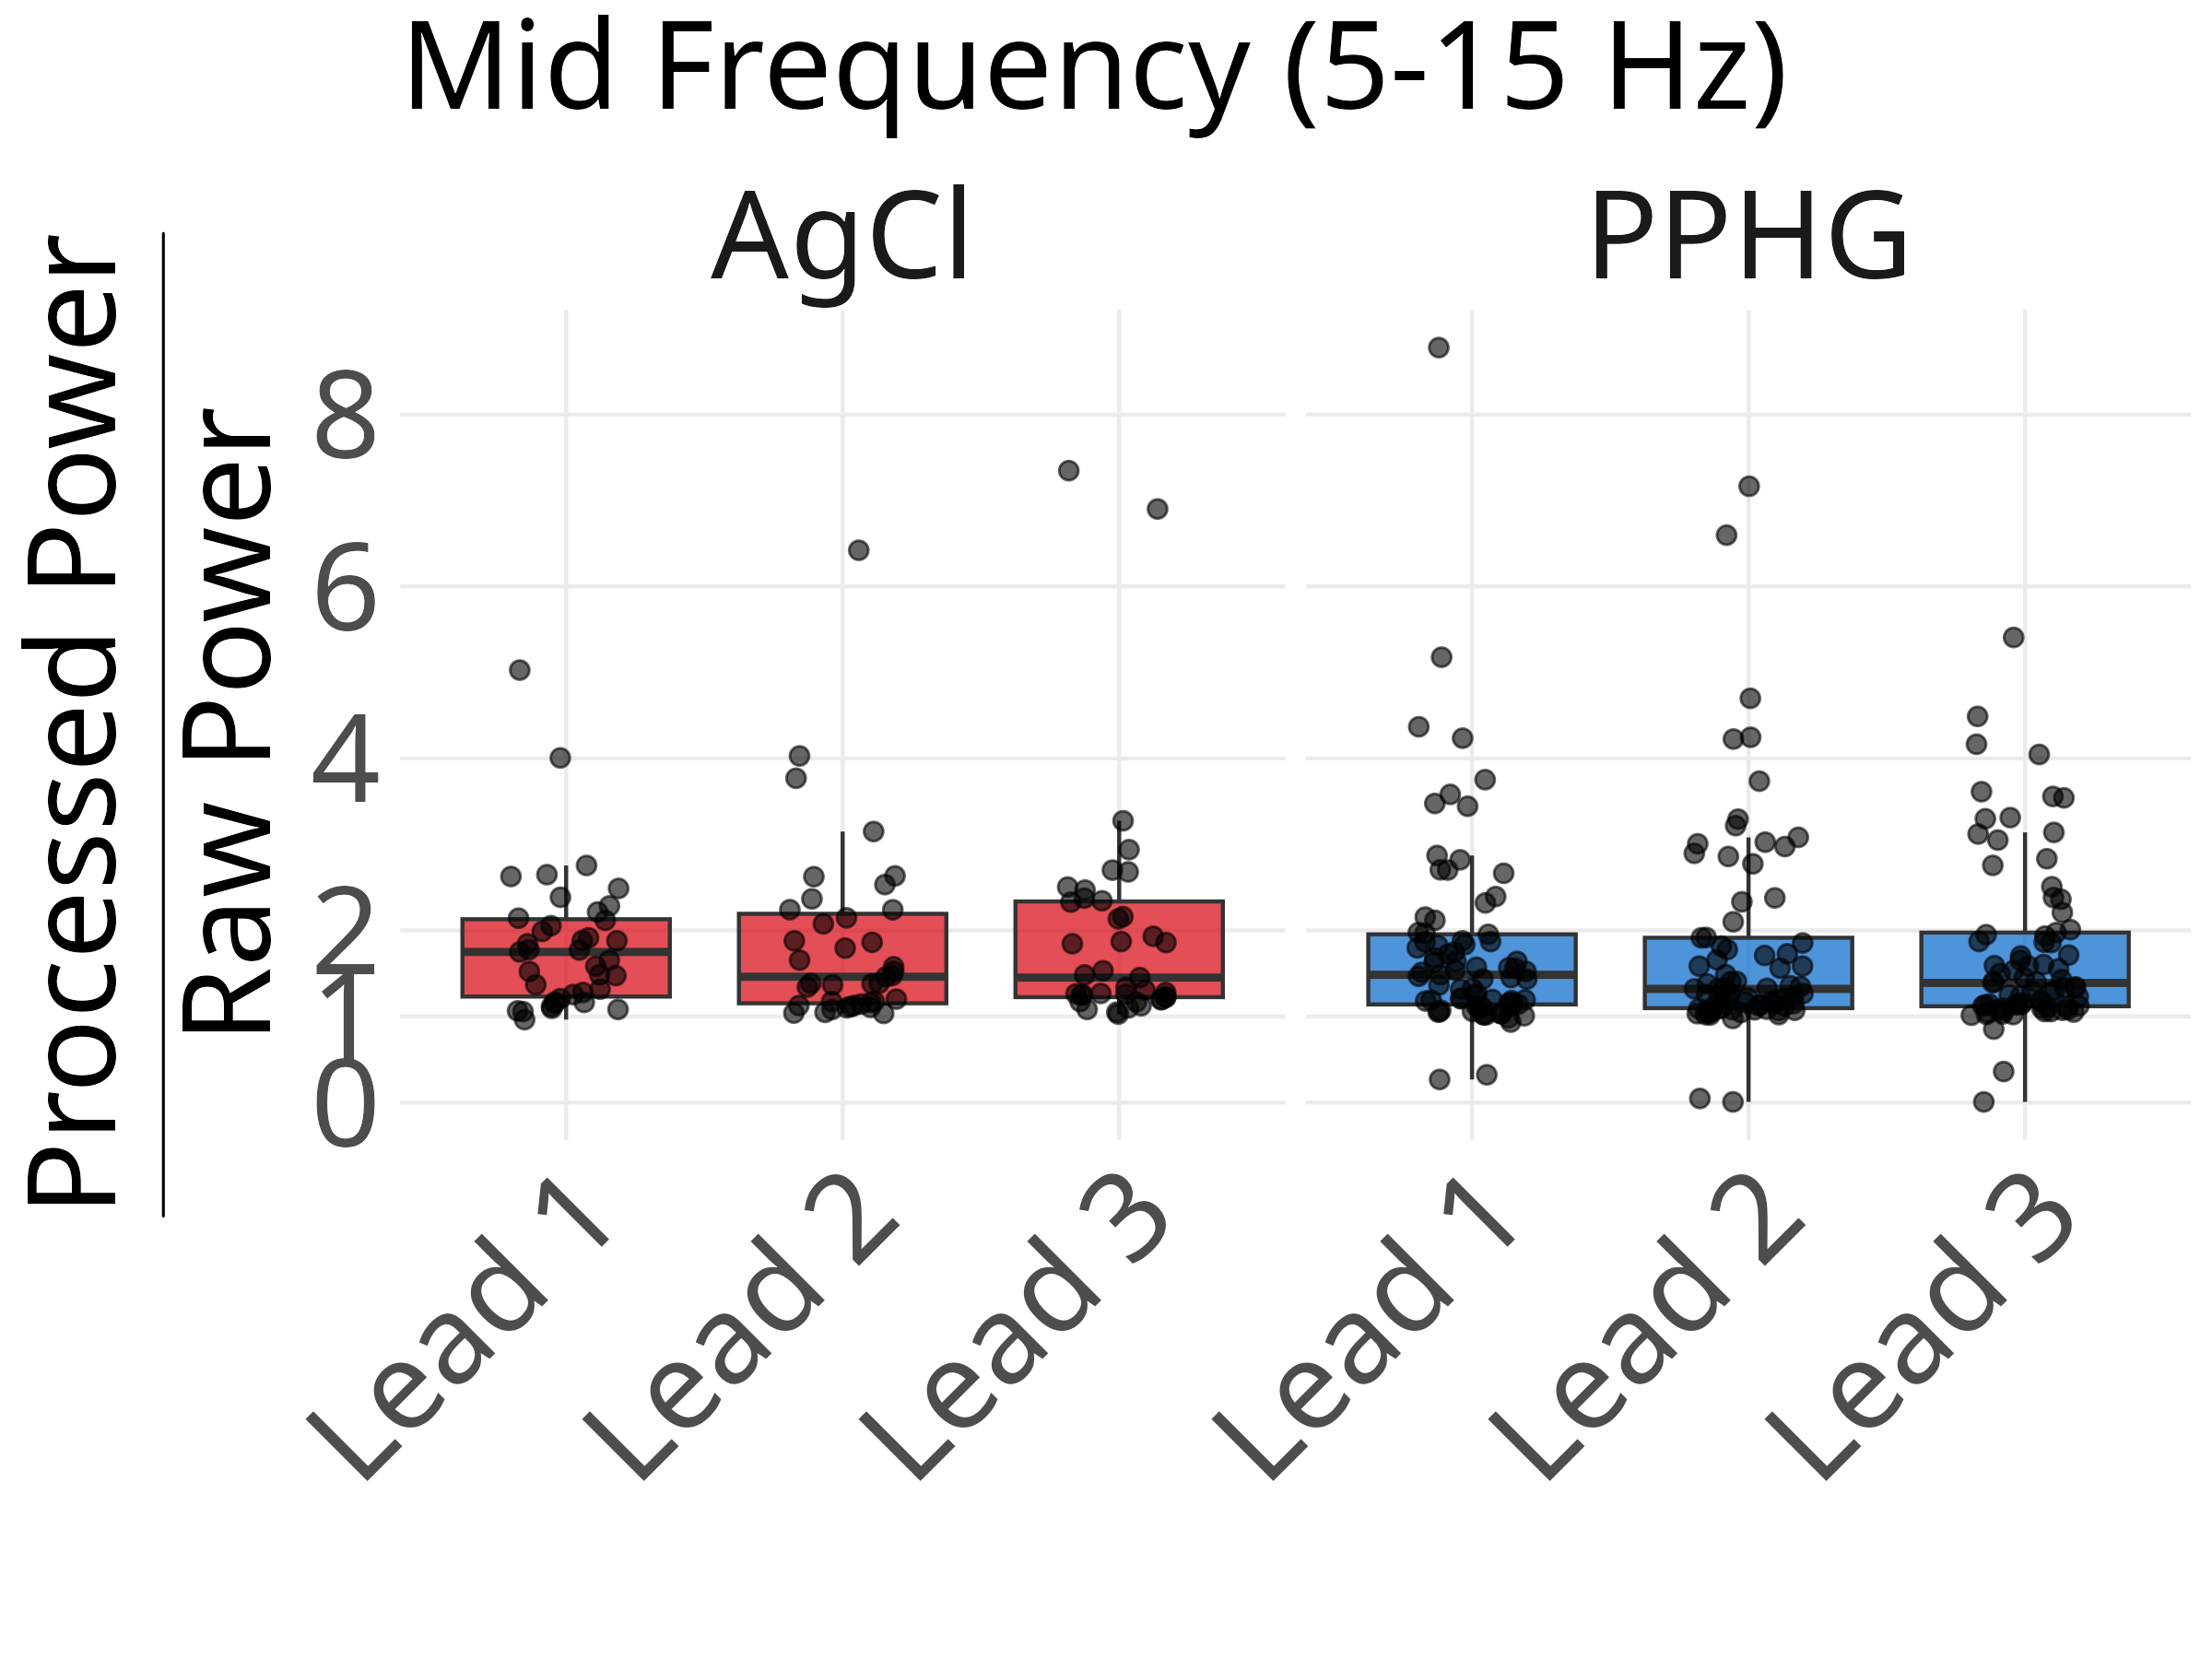 Mid Frequency (5-15 Hz)
AgCl
PPHG
Processed Power
Raw Power
8
6
4
2
1
0
Lead 1
Lead 2
Lead 3
Lead 1
Lead 2
Lead 3